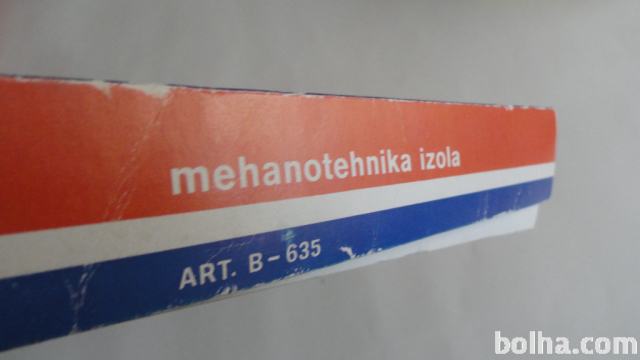 mehanotehnika izola
ART. B-635
bolha.com